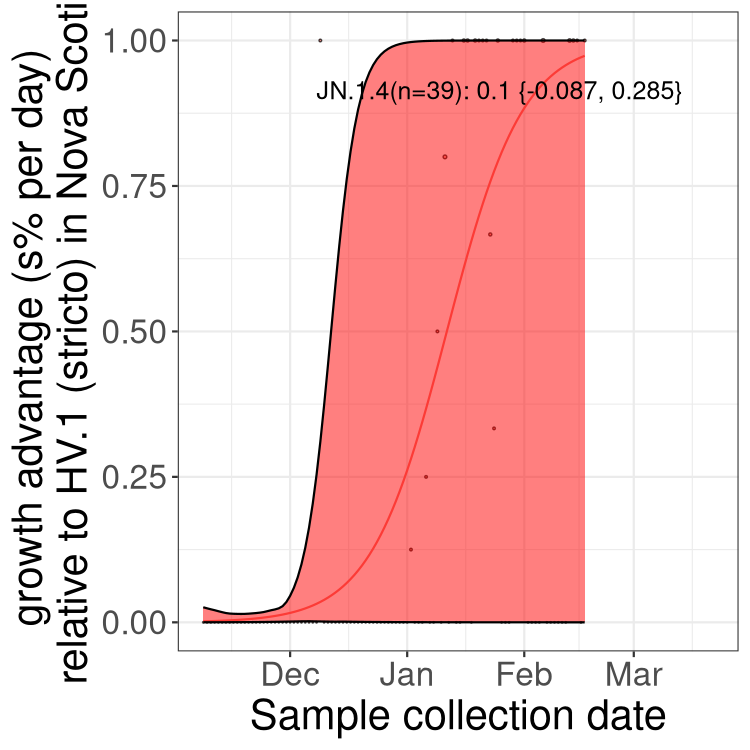 growth advantage (s% per day)
relative to HV.1 (stricto) in Nova Scoti
1.00
0.75
0.50
0.25
0.00
JN.1.4(n=39): 0.1 {-0.087, 0.285}
Dec Jan Feb Mar
Sample collection date